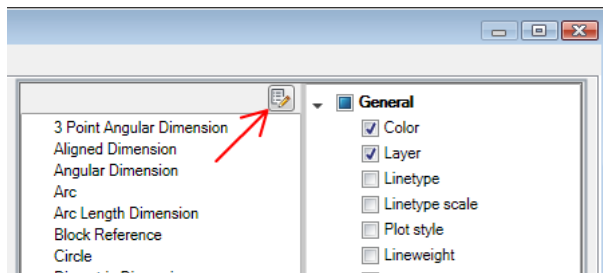 3 Point Angular Dimension
Aligned Dimension
Angular Dimension
Arc
Arc Length Dimension
Block Reference
Circle
General
Color
Layer
Linetype
Linetype scale
Plot style
Lineweight